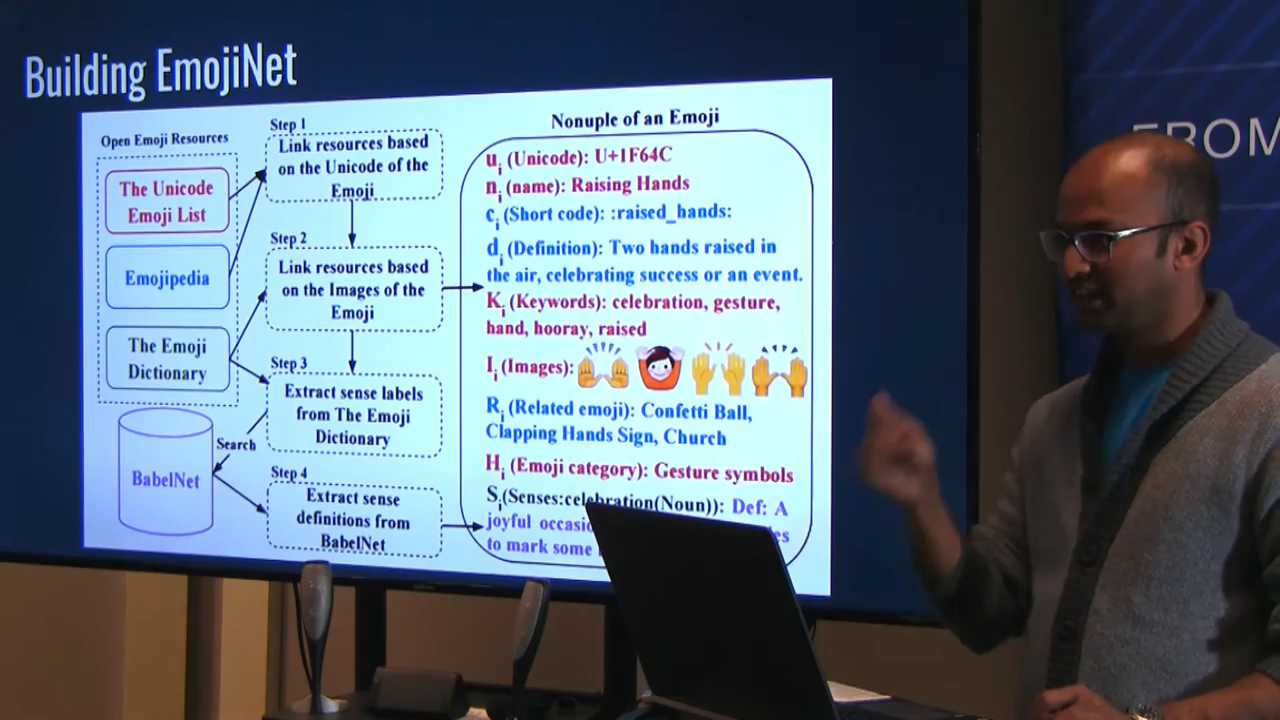 Building EmojiNet
Open Emoji Resources
The Unicode
Emoji List
Emojipedia
The Emoji
Dictionary
BabelNet
Search
Step 1
Link resources based
on the Unicode of the
Emoji
Step 2
Link resources based
on the Images of the
Emoji
Step 3
Extract sense labels
from The Emoji
Dictionary
Step 4
Extract sense
definitions from
BabelNet
Nonuple of an Emoji
ui (Unicode): U+1F64C
ni (name): Raising Hands
ci (Short code): :raised_hands:
di (Definition): Two hands raised in
the air, celebrating success or an event.
Ki (Keywords): celebration, gesture,
hand, hooray, raised
Ii (Images):
Ri (Related emoji): Confetti Ball,
Clapping Hands Sign, Church
Hi (Emoji category): Gesture symbols
Si(Senses:celebration(Noun)): Def: A
joyful
to mark some
FROM